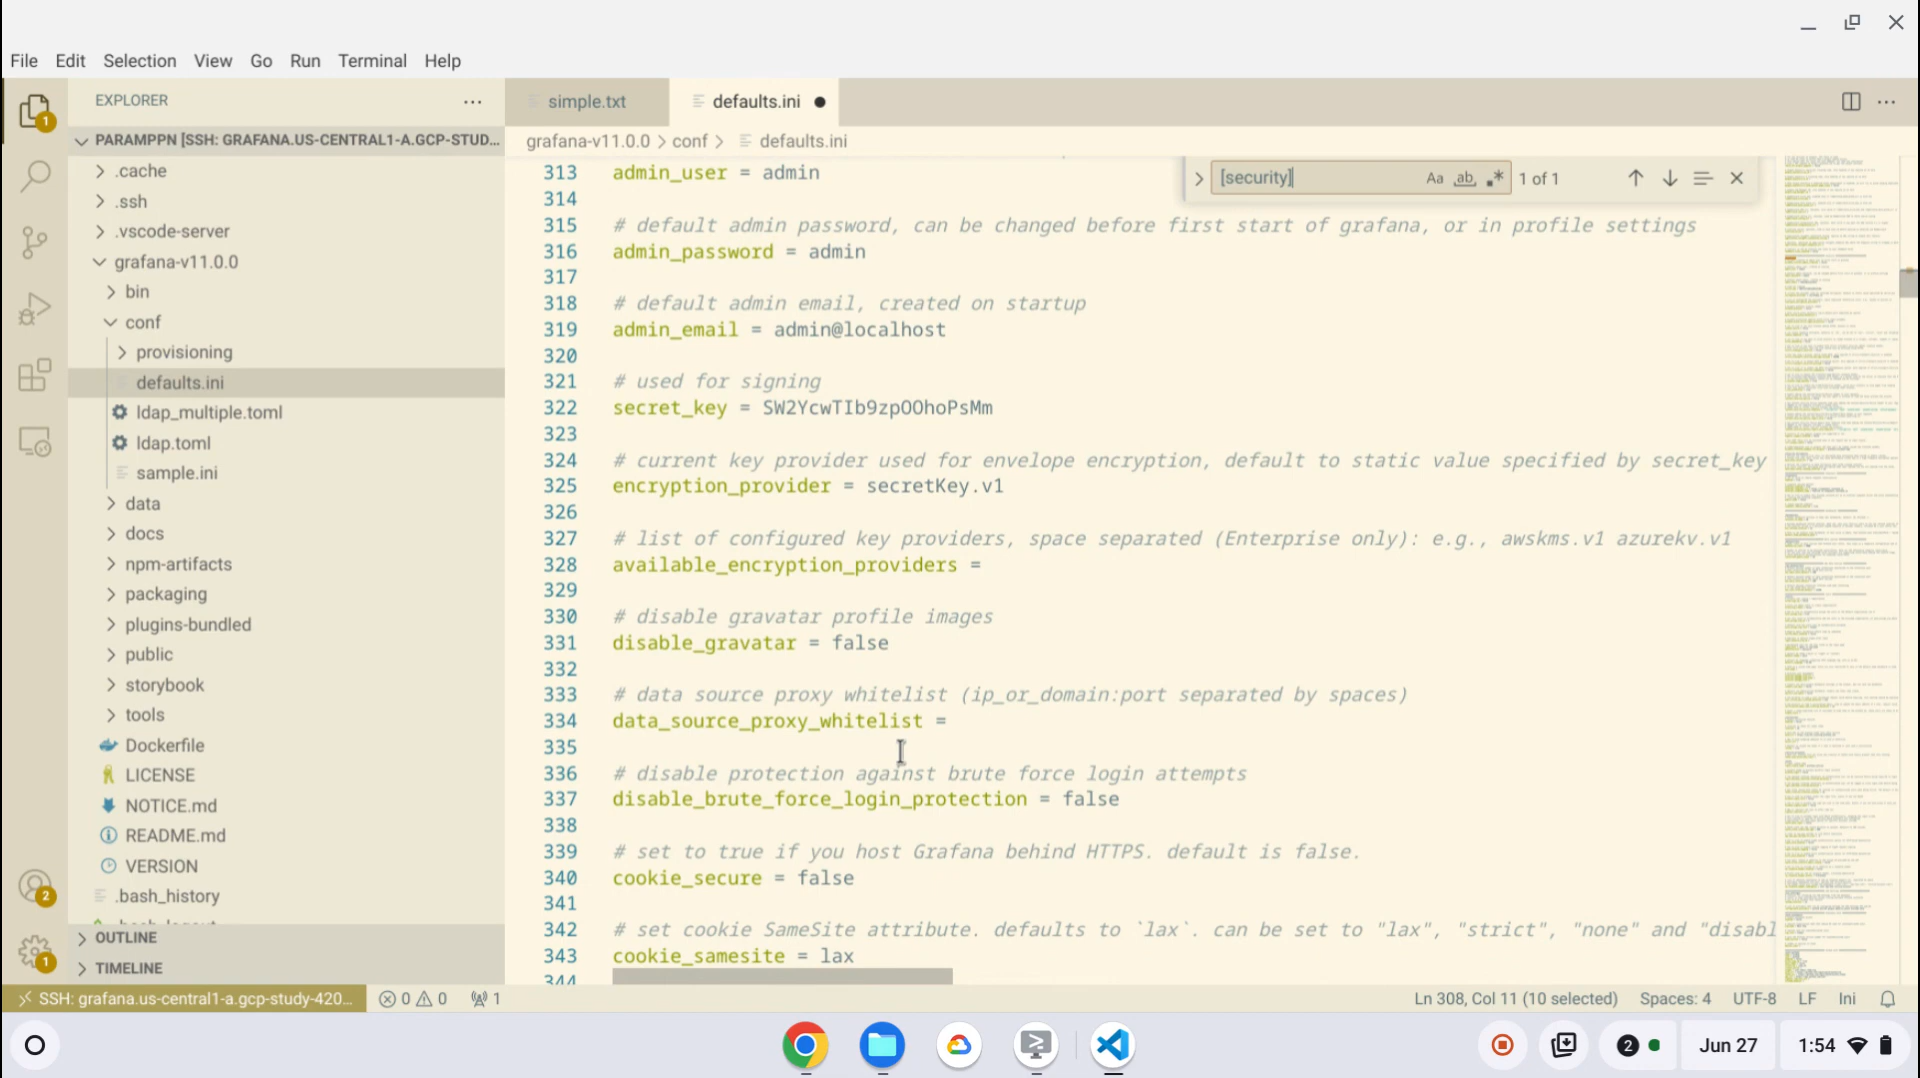 File Edit Selection View Go Run Terminal Help
EXPLORER
simple.txt
defaults.ini
PARAMPPN [SSH: GRAFANA.US-CENTRAL1-A.GCP-STUD...
grafana-v11.0.0 > conf > defaults.ini
.cache
.ssh
.vscode-server
grafana-v11.0.0
bin
conf
provisioning
defaults.ini
ldap_multiple.toml
ldap.toml
sample.ini
data
docs
npm-artifacts
packaging
plugins-bundled
public
storybook
tools
Dockerfile
LICENSE
NOTICE.md
README.md
VERSION
.bash_history
OUTLINE
TIMELINE
[security]
Aa ab 1 of 1
313 admin_user = admin
314
315 # default admin password, can be changed before first start of grafana, or in profile settings
316 admin_password = admin
317
318 # default admin email, created on startup
319 admin_email = admin@localhost
320
321 # used for signing
322 secret_key = SW2YcwTIb9zpOOhoPsMm
323
324 # current key provider used for envelope encryption, default to static value specified by secret_key
325 encryption_provider = secretKey.v1
326
327 # list of configured key providers, space separated (Enterprise only): e.g., awskms.v1 azurekv.v1
328 available_encryption_providers =
329
330 # disable gravatar profile images
331 disable_gravatar = false
332
333 # data source proxy whitelist (ip_or_domain:port separated by spaces)
334 data_source_proxy_whitelist =
335
336 # disable protection against brute force login attempts
337 disable_brute_force_login_protection = false
338
339 # set to true if you host Grafana behind HTTPS. default is false.
340 cookie_secure = false
341
342 # set cookie SameSite attribute. defaults to `lax`. can be set to "lax", "strict", "none" and "disabl
343 cookie_samesite = lax
344
1
2
1
SSH: grafana.us-central1-a.gcp-study-420... 0 0 1
Ln 308, Col 11 (10 selected) Spaces: 4 UTF-8 LF Ini
2 Jun 27 1:54